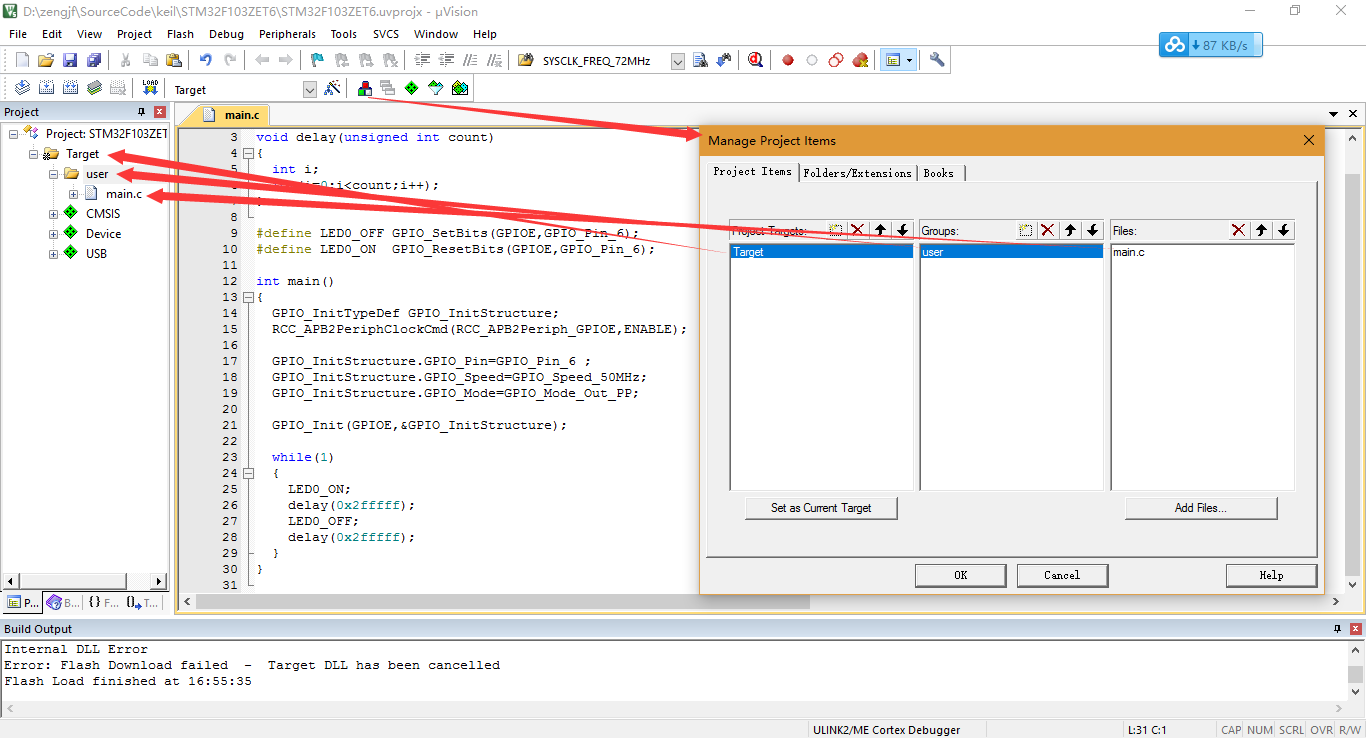 D:\zengjf\SourceCode\keil\STM32F103ZET6\STM32F103ZET6.uvprojx - µVision
File Edit View Project Flash Debug Peripherals Tools SVCS Window Help
87 KB/s
SYSCLK_FREQ_72MHz
LOAD
Target
Project
Project: STM32F103ZET
Target
user
main.c
CMSIS
Device
USB
P... B... {} F... T...
main.c
3 void delay(unsigned int count)
4 {
5 int i;
i=0;i<count;i++);
8
9 #define LED0_OFF GPIO_SetBits(GPIOE,GPIO_Pin_6);
10 #define LED0_ON GPIO_ResetBits(GPIOE,GPIO_Pin_6);
11
12 int main()
13 {
14 GPIO_InitTypeDef GPIO_InitStructure;
15 RCC_APB2PeriphClockCmd(RCC_APB2Periph_GPIOE,ENABLE);
16
17 GPIO_InitStructure.GPIO_Pin=GPIO_Pin_6 ;
18 GPIO_InitStructure.GPIO_Speed=GPIO_Speed_50MHz;
19 GPIO_InitStructure.GPIO_Mode=GPIO_Mode_Out_PP;
20
21 GPIO_Init(GPIOE,&GPIO_InitStructure);
22
23 while(1)
24 {
25 LED0_ON;
26 delay(0x2fffff);
27 LED0_OFF;
28 delay(0x2fffff);
29 }
30 }
31
Manage Project Items
Project Items Folders/Extensions Books
Project Targets: Groups: Files:
Target user main.c
Set as Current Target Add Files...
OK Cancel Help
Build Output
Internal DLL Error
Error: Flash Download failed - Target DLL has been cancelled
Flash Load finished at 16:55:35
ULINK2/ME Cortex Debugger L:31 C:1 CAP NUM SCRL OVR R/W